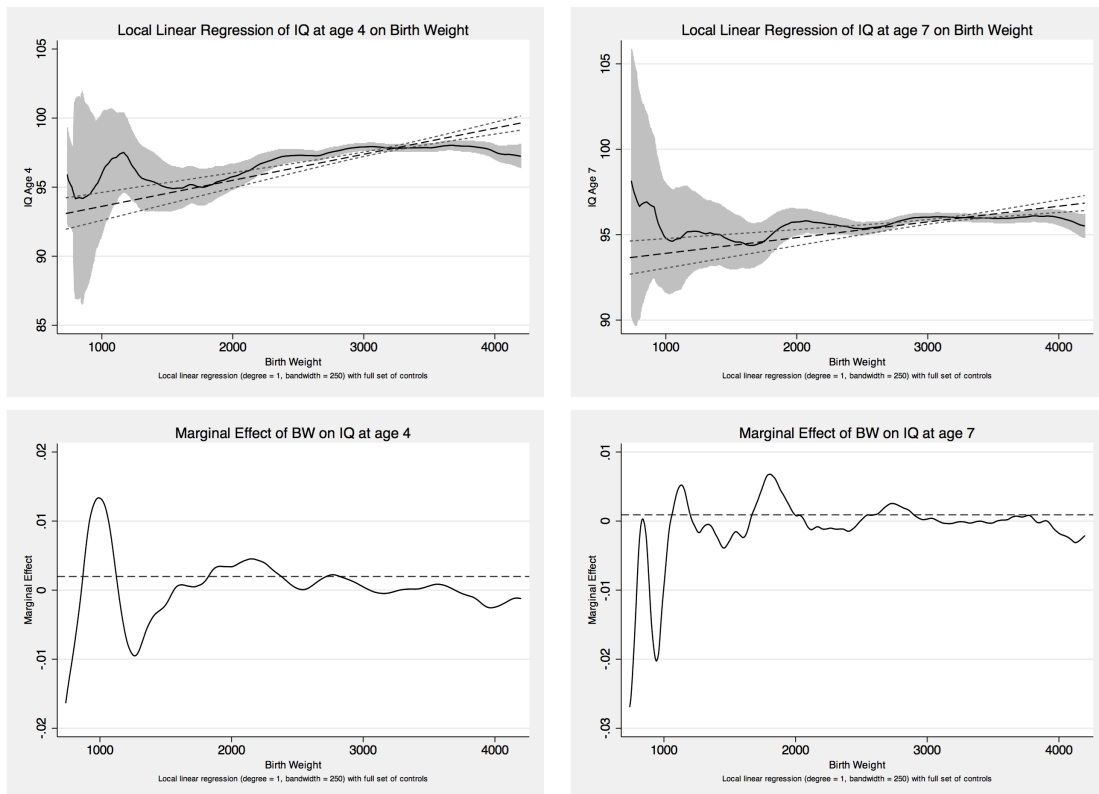 Local Linear Regression of IQ at age 4 on Birth Weight
IQ Age 4
105
100
95
90
85
1000 2000 3000 4000
Birth Weight
Local linear regression (degree = 1, bandwidth = 250) with full set of controls
Local Linear Regression of IQ at age 7 on Birth Weight
IQ Age 7
105
100
95
90
1000 2000 3000 4000
Birth Weight
Local linear regression (degree = 1, bandwidth = 250) with full set of controls
Marginal Effect of BW on IQ at age 4
Marginal Effect
.02
.01
0
-.01
-.02
1000 2000 3000 4000
Birth Weight
Local linear regression (degree = 1, bandwidth = 250) with full set of controls
Marginal Effect of BW on IQ at age 7
Marginal Effect
.01
0
-.01
-.02
-.03
1000 2000 3000 4000
Birth Weight
Local linear regression (degree = 1, bandwidth = 250) with full set of controls